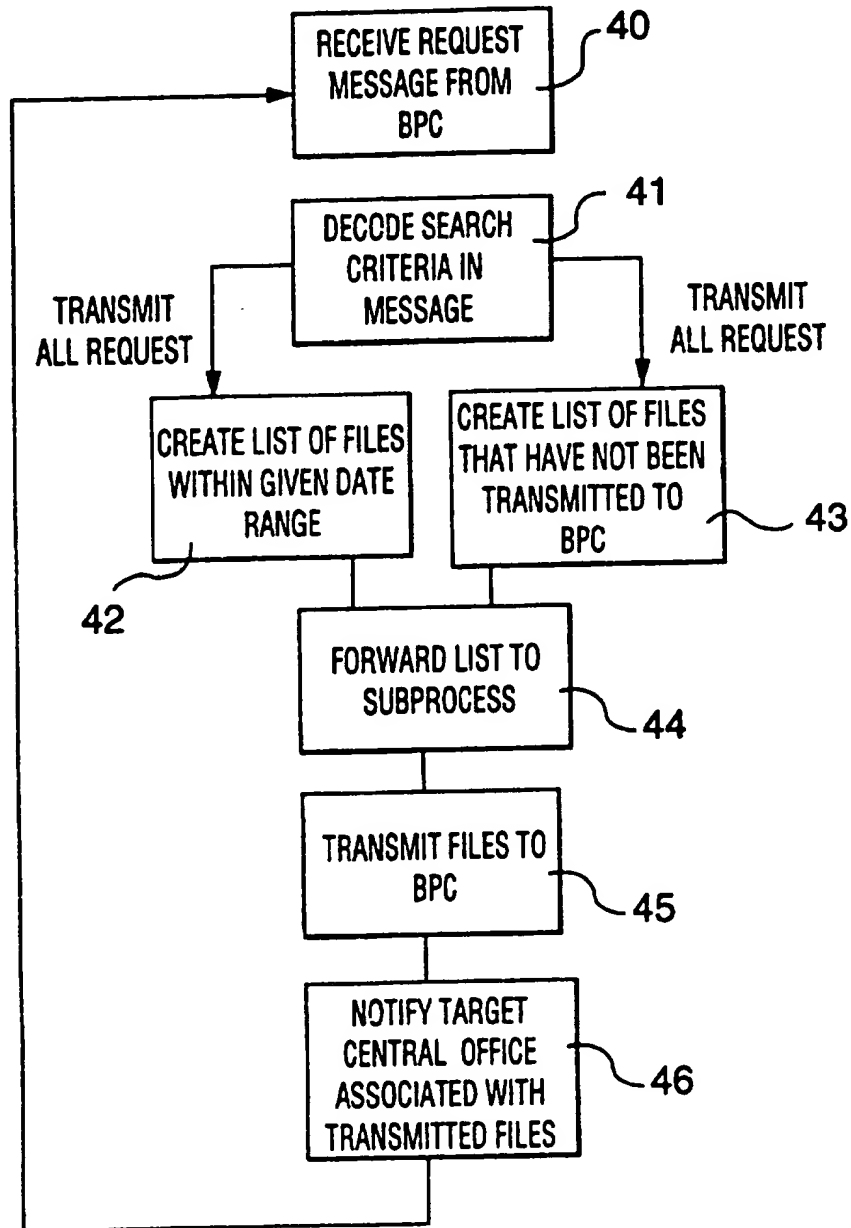 RECEIVE REQUEST
MESSAGE FROM
BPC
40
DECODE SEARCH
CRITERIA IN
MESSAGE
41
TRANSMIT
ALL REQUEST
TRANSMIT
ALL REQUEST
CREATE LIST OF FILES
WITHIN GIVEN DATE
RANGE
42
CREATE LIST OF FILES
THAT HAVE NOT BEEN
TRANSMITTED TO
BPC
43
FORWARD LIST TO
SUBPROCESS
44
TRANSMIT FILES TO
BPC
45
NOTIFY TARGET
CENTRAL OFFICE
ASSOCIATED WITH
TRANSMITTED FILES
46